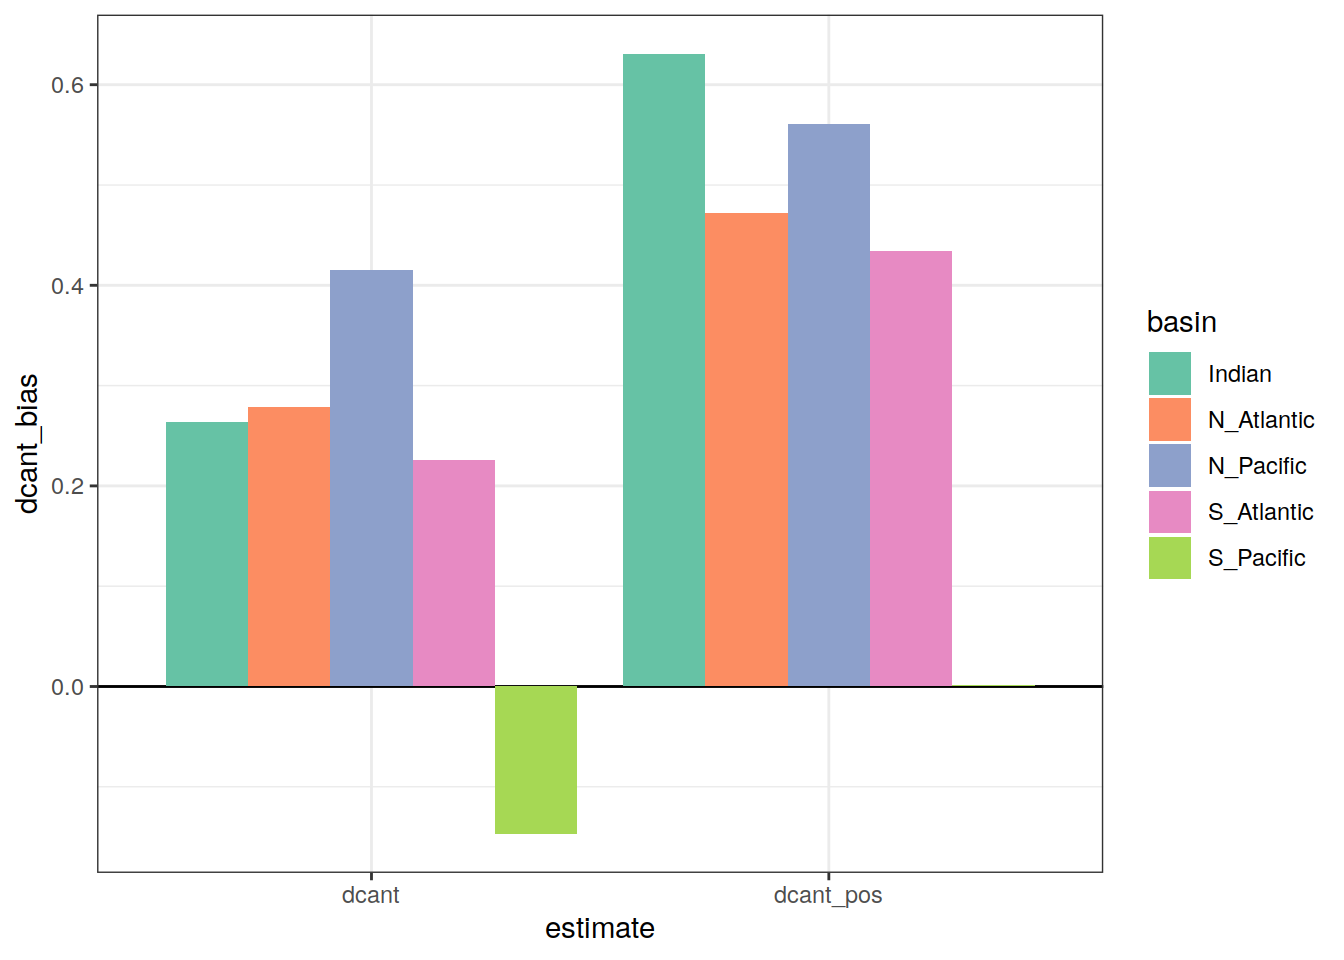 0.6
0.4
0.2
0.0
dcant_bias
dcant
dcant_pos
estimate
basin
Indian
N_Atlantic
N_Pacific
S_Atlantic
S_Pacific